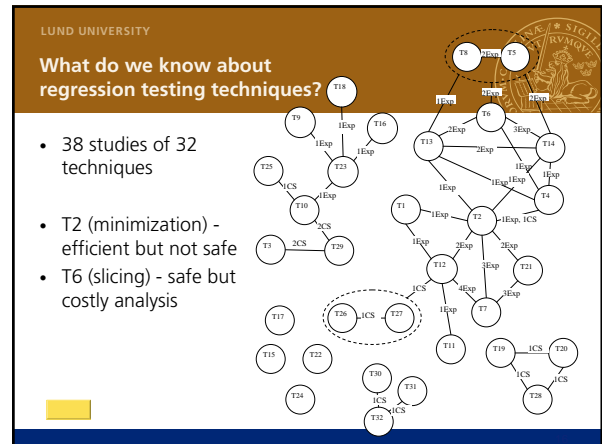 LUND UNIVERSITY
What do we know about
regression testing techniques?
• 38 studies of 32
techniques
• T2 (minimization) -
efficient but not safe
• T6 (slicing) - safe but
costly analysis
T8
2Exp
T5
1Exp
2Exp
2Exp
T6
2Exp
3Exp
T13
2Exp
T14
1Exp
1Exp
1Exp
1Exp
1Exp
1Exp
T4
T1
1Exp
T2
1Exp, 1CS
1Exp
2Exp
2Exp
T12
3Exp
T21
1CS
4Exp
3Exp
T7
1Exp
T11
T26
1CS
T27
T18
T9
T16
1Exp
1Exp
1Exp
T23
T25
1CS
1Exp
T10
2CS
T3
2CS
T29
T17
T15
T22
T24
T30
T31
1CS
1CS
T32
T19
1CS
T20
1CS
1CS
T28